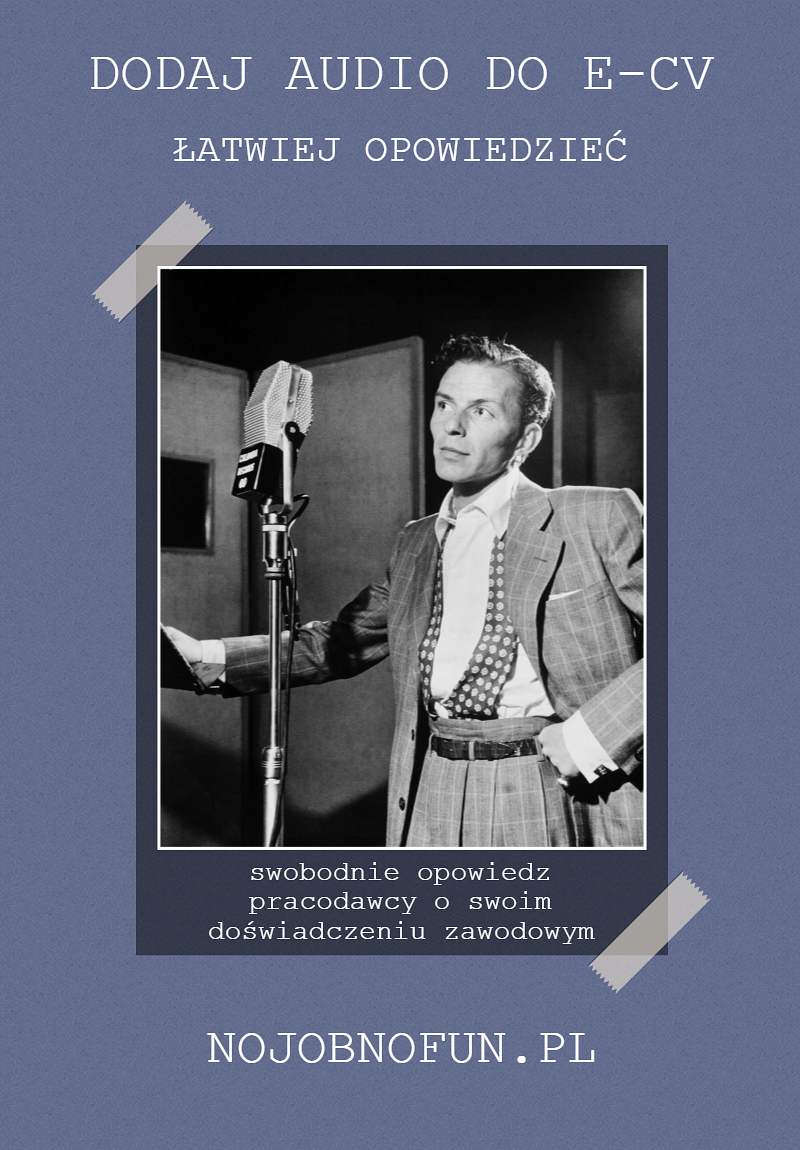 DODAJ AUDIO DO E-CV
ŁATWIEJ OPOWIEDZIEĆ
swobodnie opowiedz
pracodawcy o swoim
doświadczeniu zawodowym
NOJOBNOFUN.PL